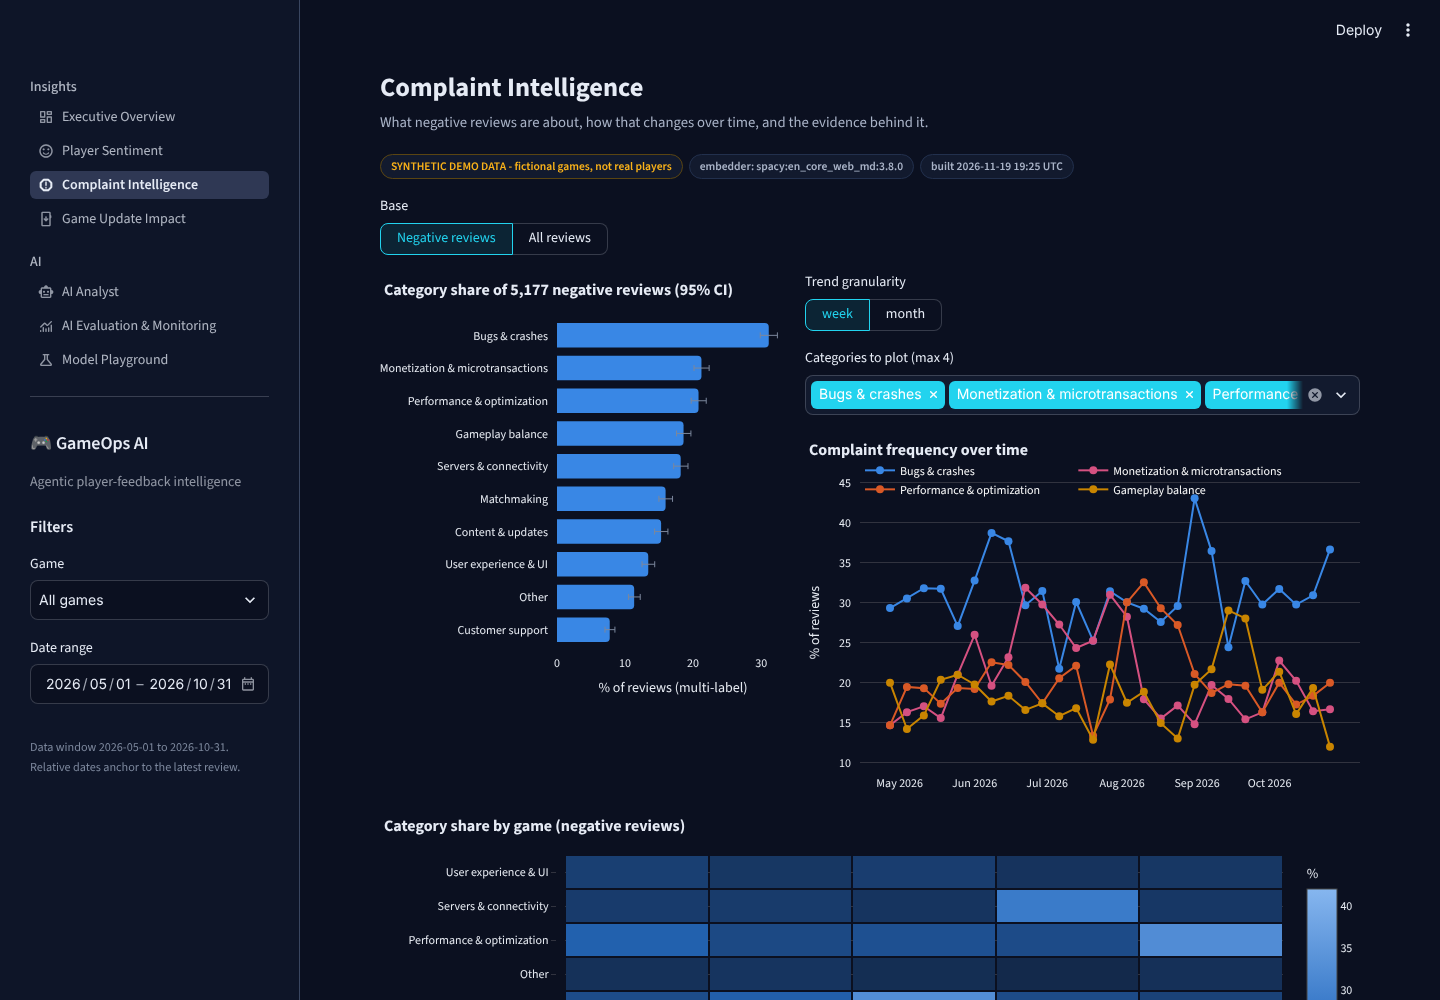 Deploy
Insights
Executive Overview
Player Sentiment
Complaint Intelligence
Game Update Impact
AI
AI Analyst
AI Evaluation & Monitoring
Model Playground
🎮 GameOps AI
Agentic player-feedback intelligence
Filters
Game
All games
Date range
2026/05/01 – 2026/10/31
Data window 2026-05-01 to 2026-10-31.
Relative dates anchor to the latest review.
Complaint Intelligence
What negative reviews are about, how that changes over time, and the evidence behind it.
SYNTHETIC DEMO DATA - fictional games, not real players
embedder: spacy:en_core_web_md:3.8.0
built 2026-11-19 19:25 UTC
Base
Negative reviews
All reviews
Category share of 5,177 negative reviews (95% CI)
Bugs & crashes
Monetization & microtransactions
Performance & optimization
Gameplay balance
Servers & connectivity
Matchmaking
Content & updates
User experience & UI
Other
Customer support
0 10 20 30
% of reviews (multi-label)
Trend granularity
week
month
Categories to plot (max 4)
Bugs & crashes × Monetization & microtransactions × Performance
Complaint frequency over time
Bugs & crashes Monetization & microtransactions
Performance & optimization Gameplay balance
45
40
35
30
25
20
15
10
% of reviews
May 2026 Jun 2026 Jul 2026 Aug 2026 Sep 2026 Oct 2026
Category share by game (negative reviews)
User experience & UI
Servers & connectivity
Performance & optimization
Other
%
40
35
30